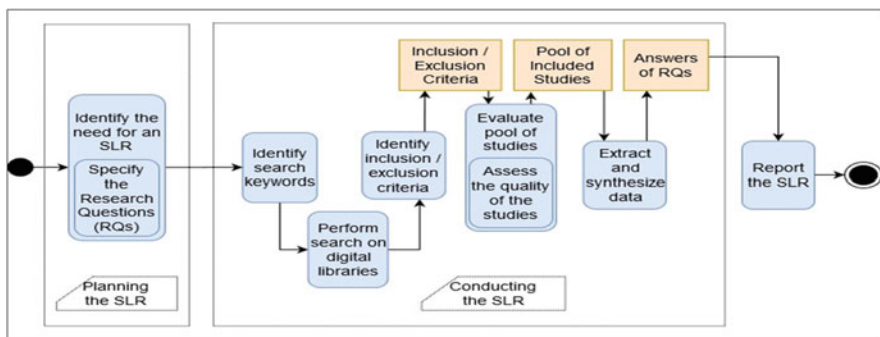 Identify the
need for an
SLR
Specify the
Research
Questions
(RQs)
Planning
the SLR
Identify
search
keywords
Perform
search on
digital
libraries
Identify
inclusion /
exclusion
criteria
Inclusion /
Exclusion
Criteria
Evaluate
pool of
studies
Assess
the quality
of the
studies
Pool of
Included
Studies
Extract
and
synthesize
data
Answers
of RQs
Conducting
the SLR
Report
the SLR